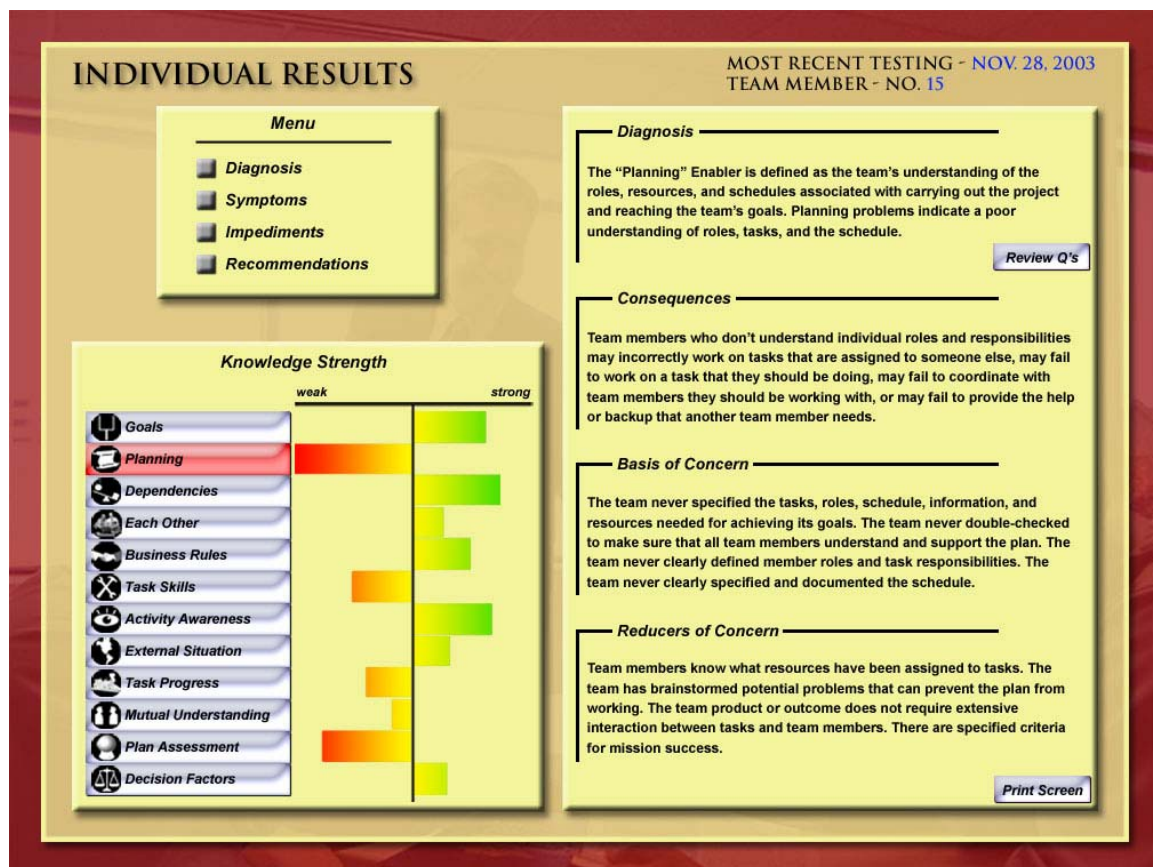 INDIVIDUAL RESULTS
MOST RECENT TESTING - NOV. 28, 2003
TEAM MEMBER - NO. 15
Menu
Diagnosis
Symptoms
Impediments
Recommendations
Knowledge Strength
weak strong
Goals
Planning
Dependencies
Each Other
Business Rules
Task Skills
Activity Awareness
External Situation
Task Progress
Mutual Understanding
Plan Assessment
Decision Factors
Diagnosis
The “Planning” Enabler is defined as the team’s understanding of the
roles, resources, and schedules associated with carrying out the project
and reaching the team’s goals. Planning problems indicate a poor
understanding of roles, tasks, and the schedule.
Review Q’s
Consequences
Team members who don’t understand individual roles and responsibilities
may incorrectly work on tasks that are assigned to someone else, may fail
to work on a task that they should be doing, may fail to coordinate with
team members they should be working with, or may fail to provide the help
or backup that another team member needs.
Basis of Concern
The team never specified the tasks, roles, schedule, information, and
resources needed for achieving its goals. The team never double-checked
to make sure that all team members understand and support the plan. The
team never clearly defined member roles and task responsibilities. The
team never clearly specified and documented the schedule.
Reducers of Concern
Team members know what resources have been assigned to tasks. The
team has brainstormed potential problems that can prevent the plan from
working. The team product or outcome does not require extensive
interaction between tasks and team members. There are specified criteria
for mission success.
Print Screen